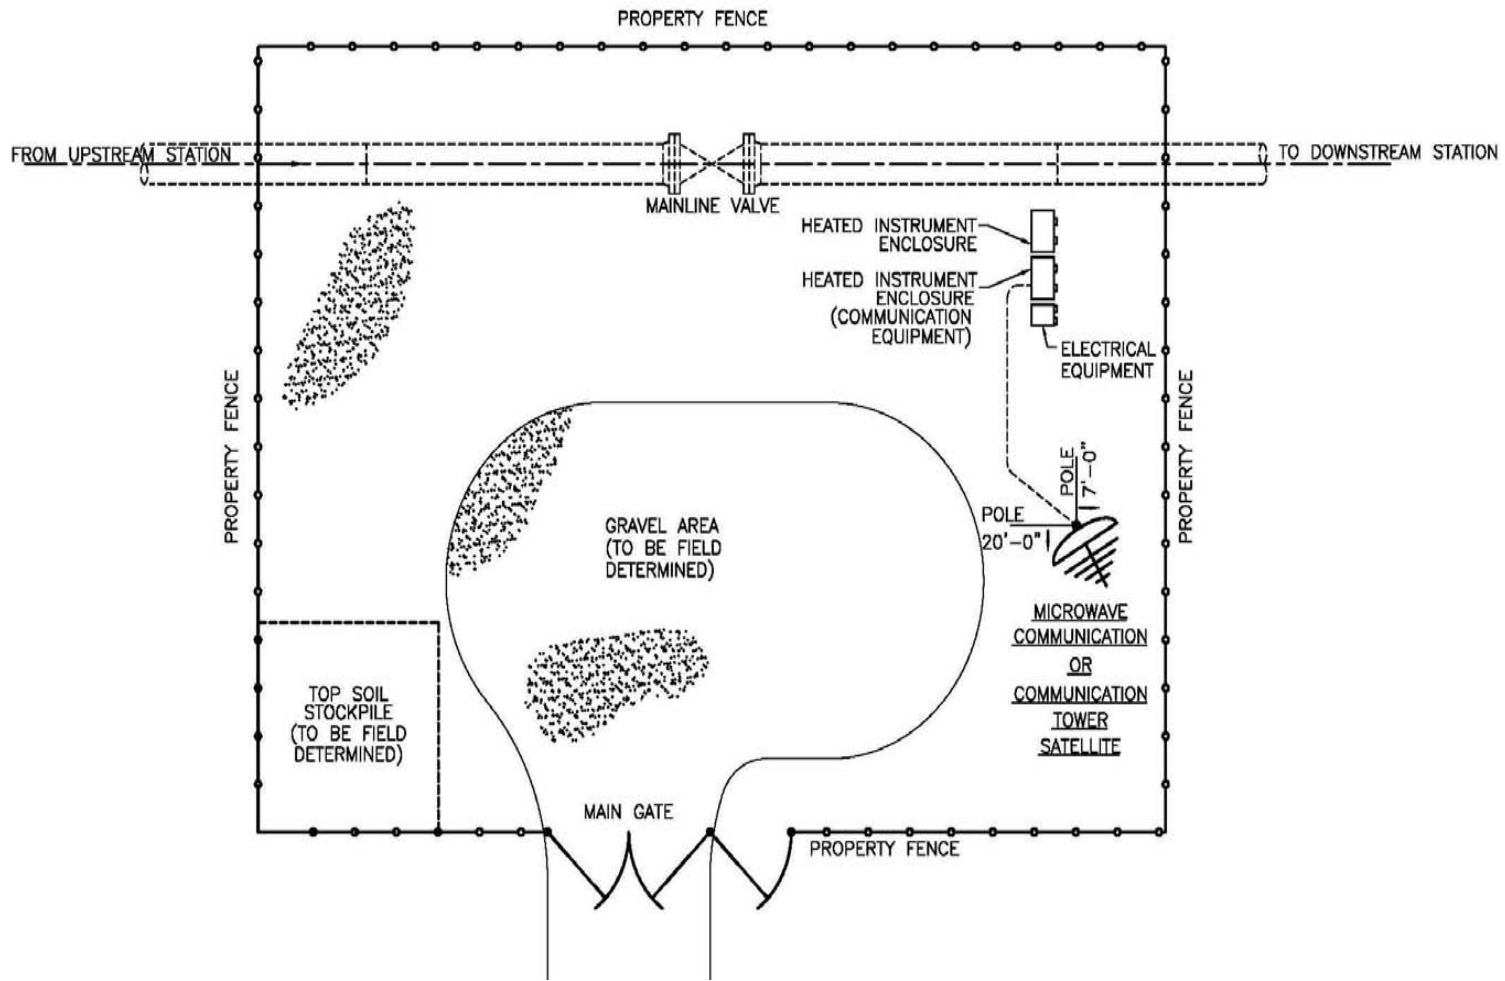 PROPERTY FENCE
FROM UPSTREAM STATION
TO DOWNSTREAM STATION
MAINLINE VALVE
HEATED INSTRUMENT
ENCLOSURE
HEATED INSTRUMENT
ENCLOSURE
(COMMUNICATION
EQUIPMENT)
ELECTRICAL
EQUIPMENT
PROPERTY FENCE
PROPERTY FENCE
POLE
7'-0"
POLE
20'-0"
GRAVEL AREA
(TO BE FIELD
DETERMINED)
MICROWAVE
COMMUNICATION
OR
COMMUNICATION
TOWER
SATELLITE
TOP SOIL
STOCKPILE
(TO BE FIELD
DETERMINED)
MAIN GATE
PROPERTY FENCE